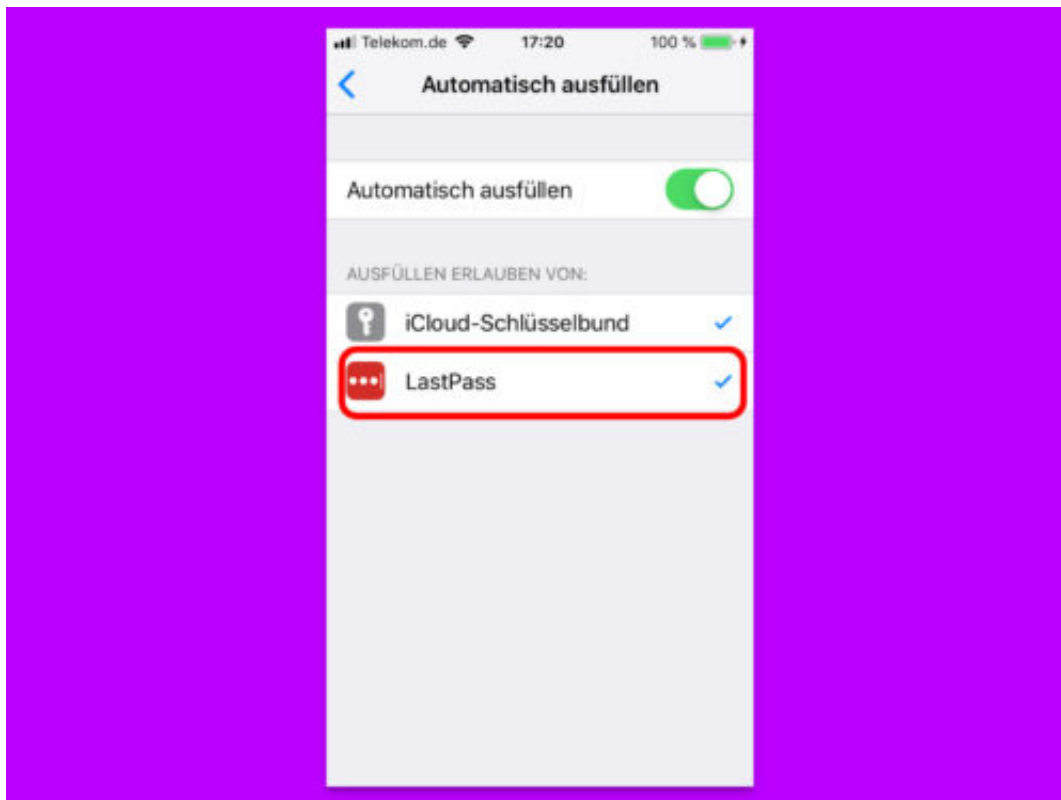 Telekom.de 17:20 100 %
Automatisch ausfüllen
Automatisch ausfüllen
AUSFÜLLEN ERLAUBEN VON:
iCloud-Schlüsselbund
LastPass